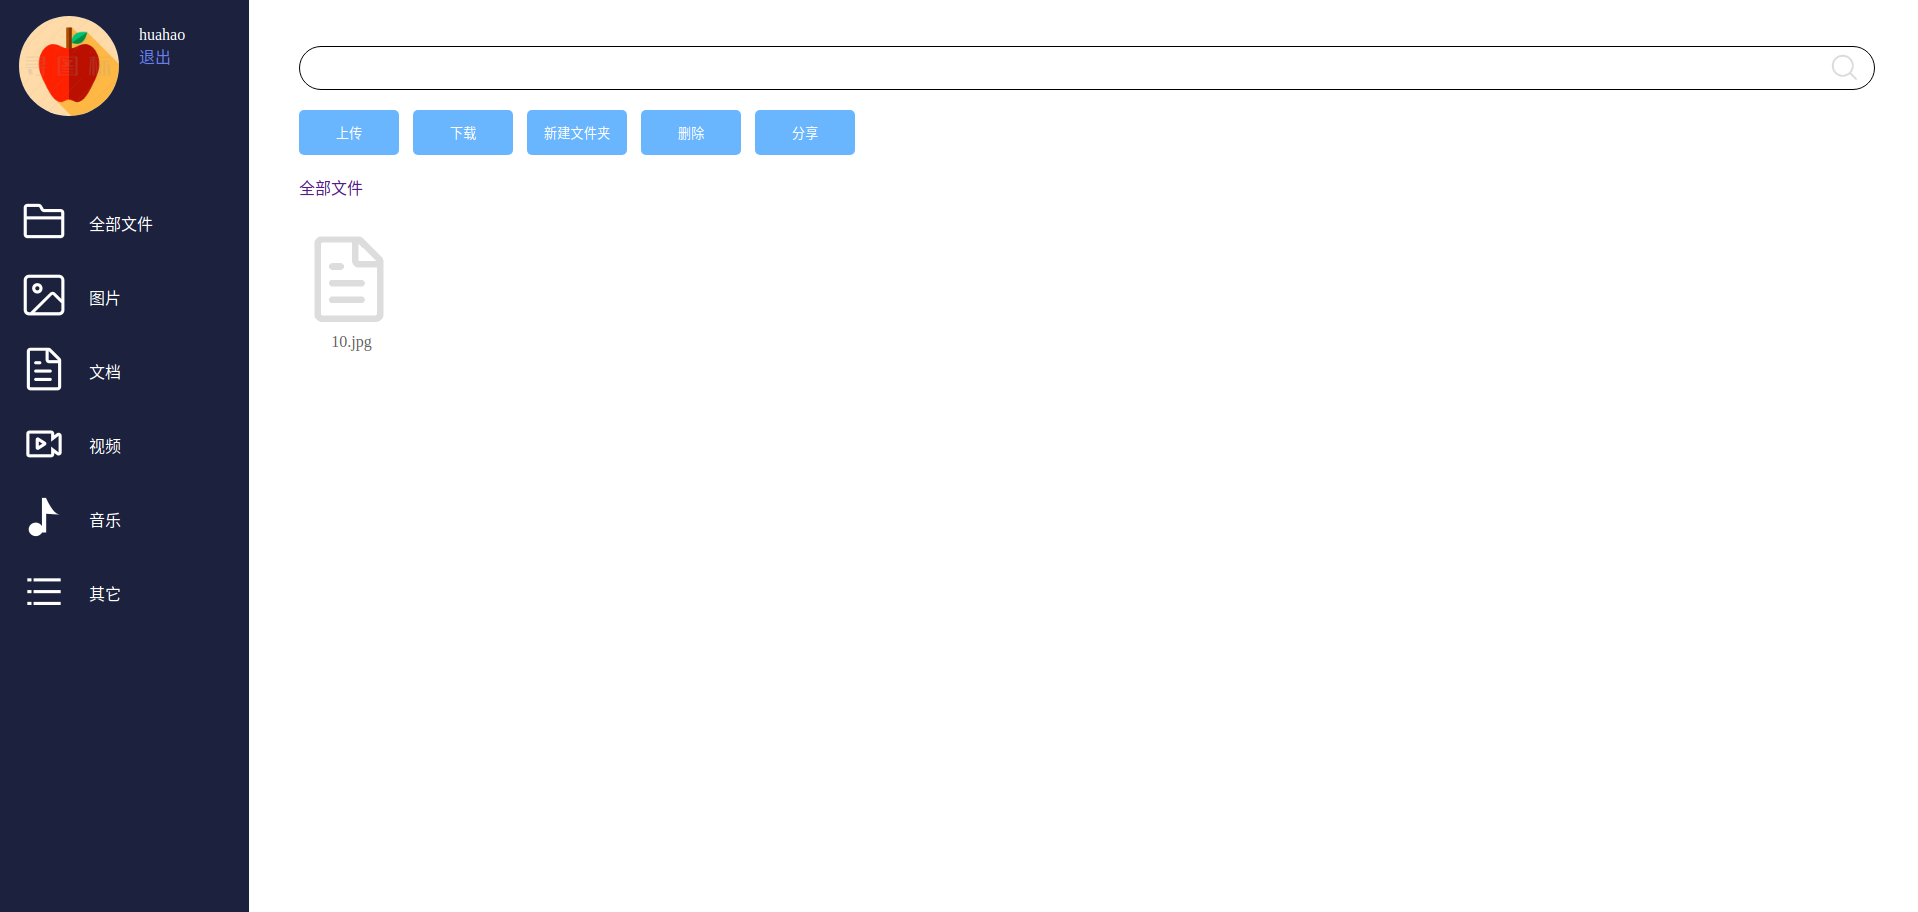 huahao
退出
全部文件
图片
文档
视频
音乐
其它
上传
下载
新建文件夹
删除
分享
全部文件
10.jpg